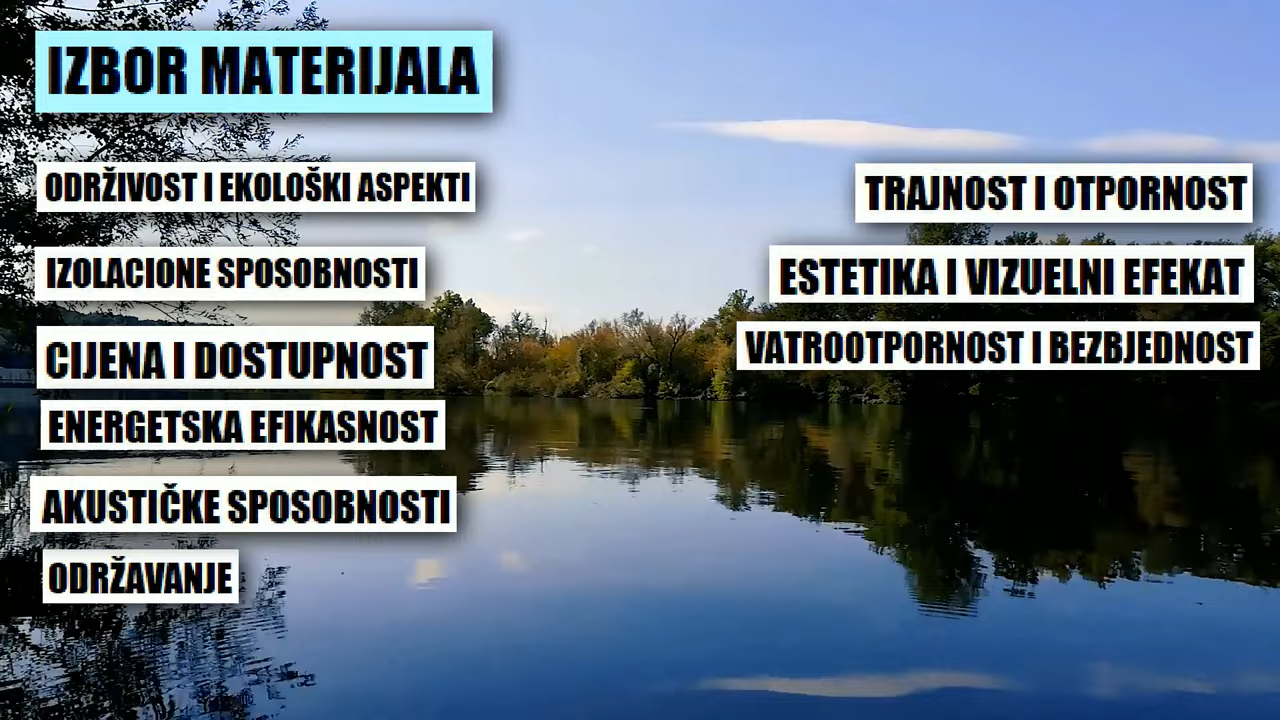 IZBOR MATERIJALA
ODRŽIVOST I EKOLOŠKI ASPEKTI
IZOLACIONE SPOSOBNOSTI
CIJENA I DOSTUPNOST
ENERGETSKA EFIKASNOST
AKUSTIČKE SPOSOBNOSTI
ODRŽAVANJE
TRAJNOST I OTPORNOST
ESTETIKA I VIZUELNI EFEKAT
VATROOTPORNOST I BEZBJEDNOST